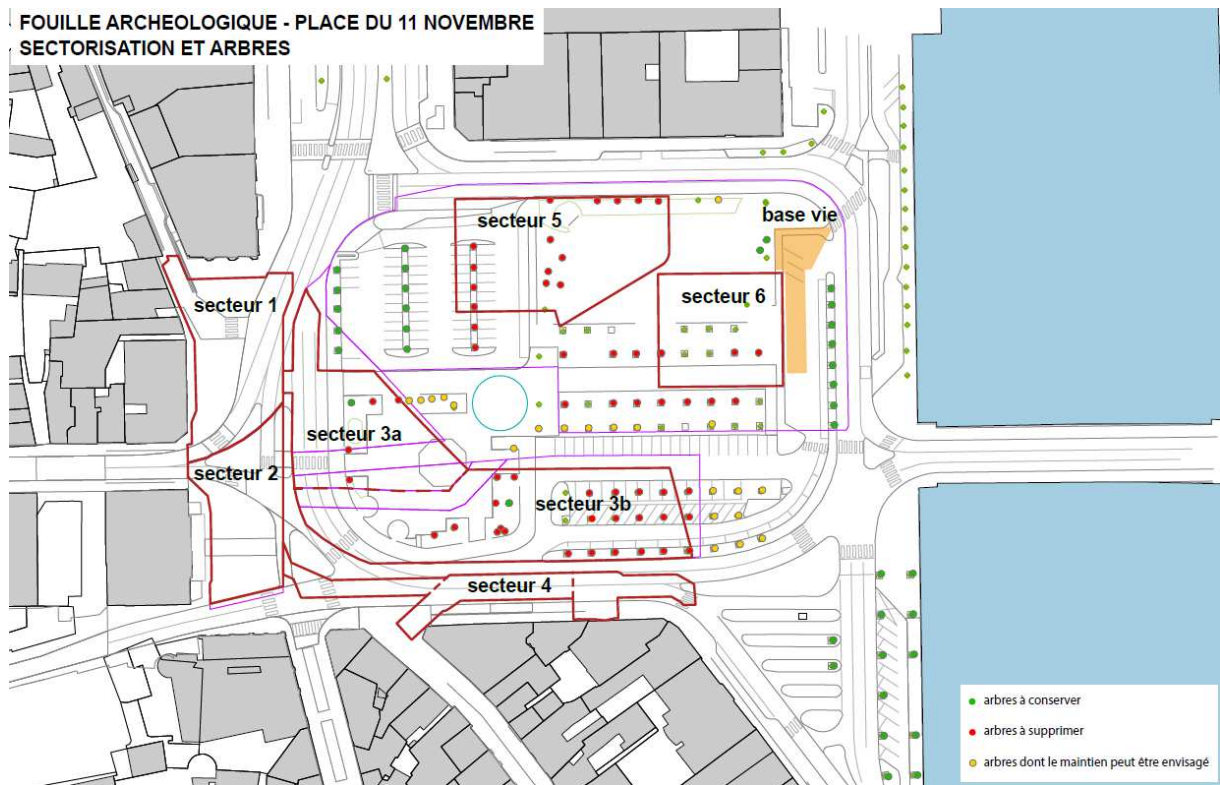 FOUILLE ARCHEOLOGIQUE - PLACE DU 11 NOVEMBRE
SECTORISATION ET ARBRES
secteur 5
base vie
secteur 1
secteur 6
secteur 3a
secteur 2
secteur 3b
secteur 4
arbres à conserver
arbres à supprimer
arbres dont le maintien peut être envisagé